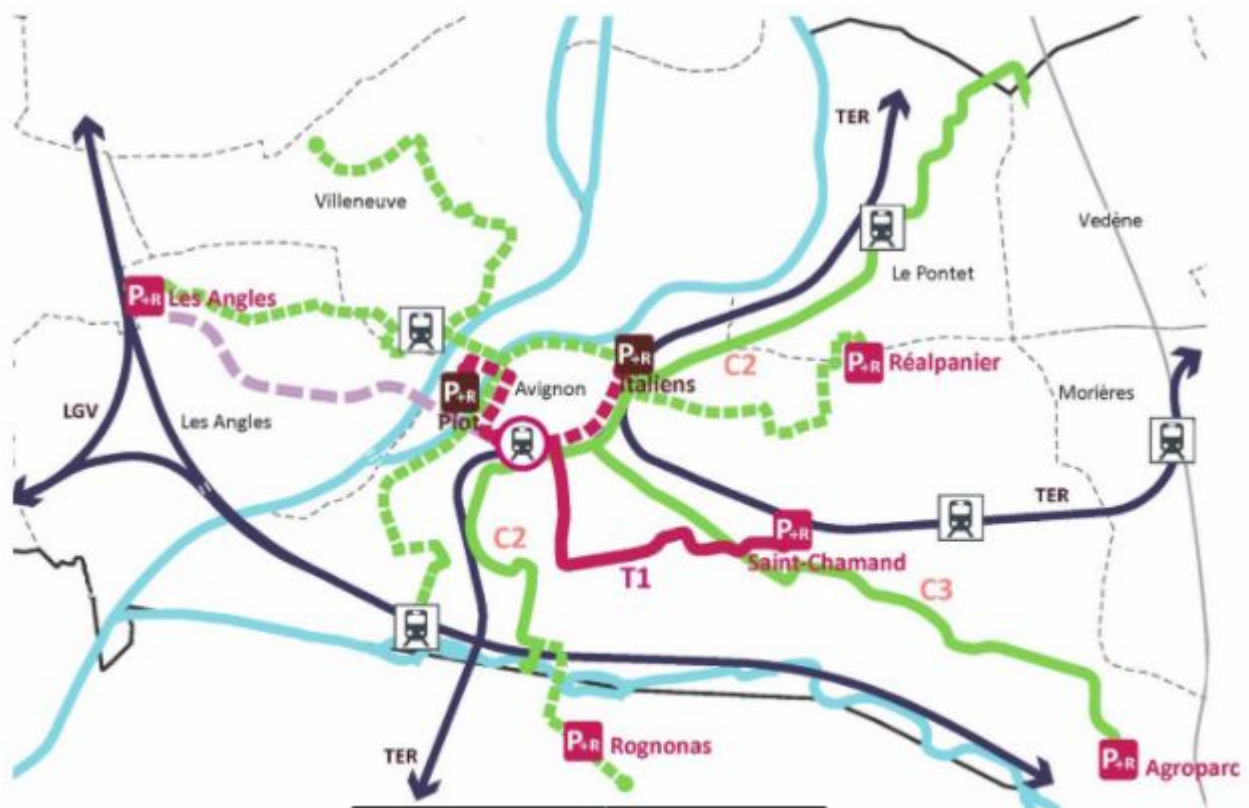 TER
Villeneuve
Vedène
Le Pontet
P+R Les Angles
P+R
Italiens
C2
P+R Réalpanier
P+R
Piot
Avignon
Morières
LGV
Les Angles
TER
C2
P+R
Saint-Chamand
T1
C3
TER
P+R Rognonas
P+R Agroparc